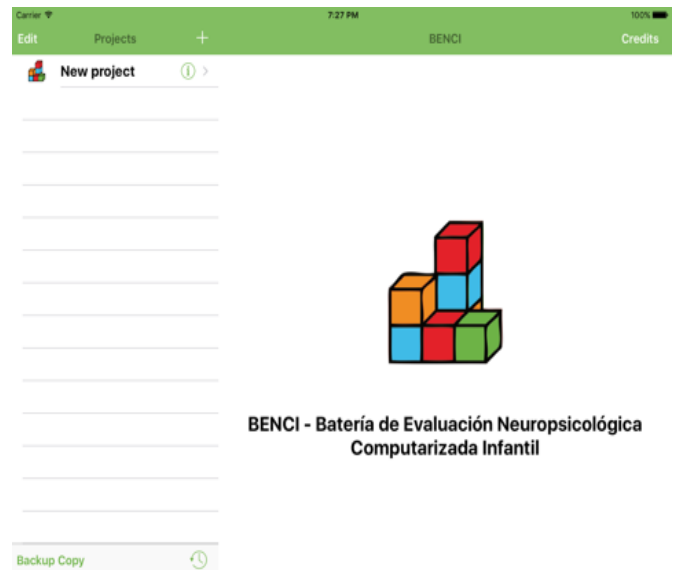 Carrier 7:27 PM 100%
Edit Projects + BENCI Credits
New project
BENCI - Batería de Evaluación Neuropsicológica
Computarizada Infantil
Backup Copy